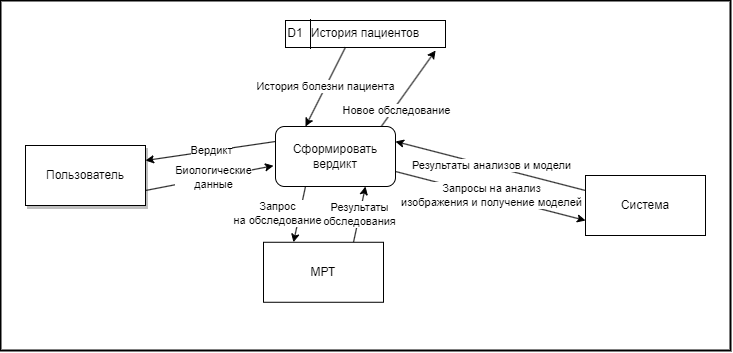 D1 История пациентов
История болезни пациента
Новое обследование
Вердикт
Сформировать
вердикт
Результаты анализов и модели
Пользователь
Биологические
данные
Запросы на анализ
изображения и получение моделей
Система
Запрос
на обследование
Результаты
обследования
МРТ